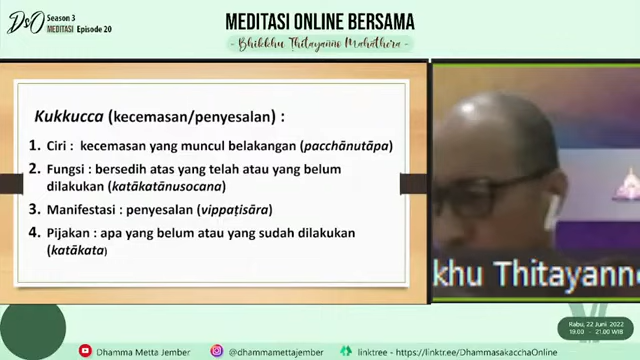 DsO Season 3
MEDITASI Episode 20
MEDITASI ONLINE BERSAMA
- Bhikkhu Thitayanno Mahathera -
Kukkucca (kecemasan/penyesalan) :
1. Ciri : kecemasan yang muncul belakangan (pacchānutāpa)
2. Fungsi : bersedih atas yang telah atau yang belum
dilakukan (katākatānusocana)
3. Manifestasi : penyesalan (vippaṭisāra)
4. Pijakan : apa yang belum atau yang sudah dilakukan
(katākata)
khu Thitayanno
Rabu, 22 Juni 2022
19.00 - 21.00 WIB
Dhamma Metta Jember
@dhammamettajember
linktree - https://linktr.ee/DhammasakacchaOnline